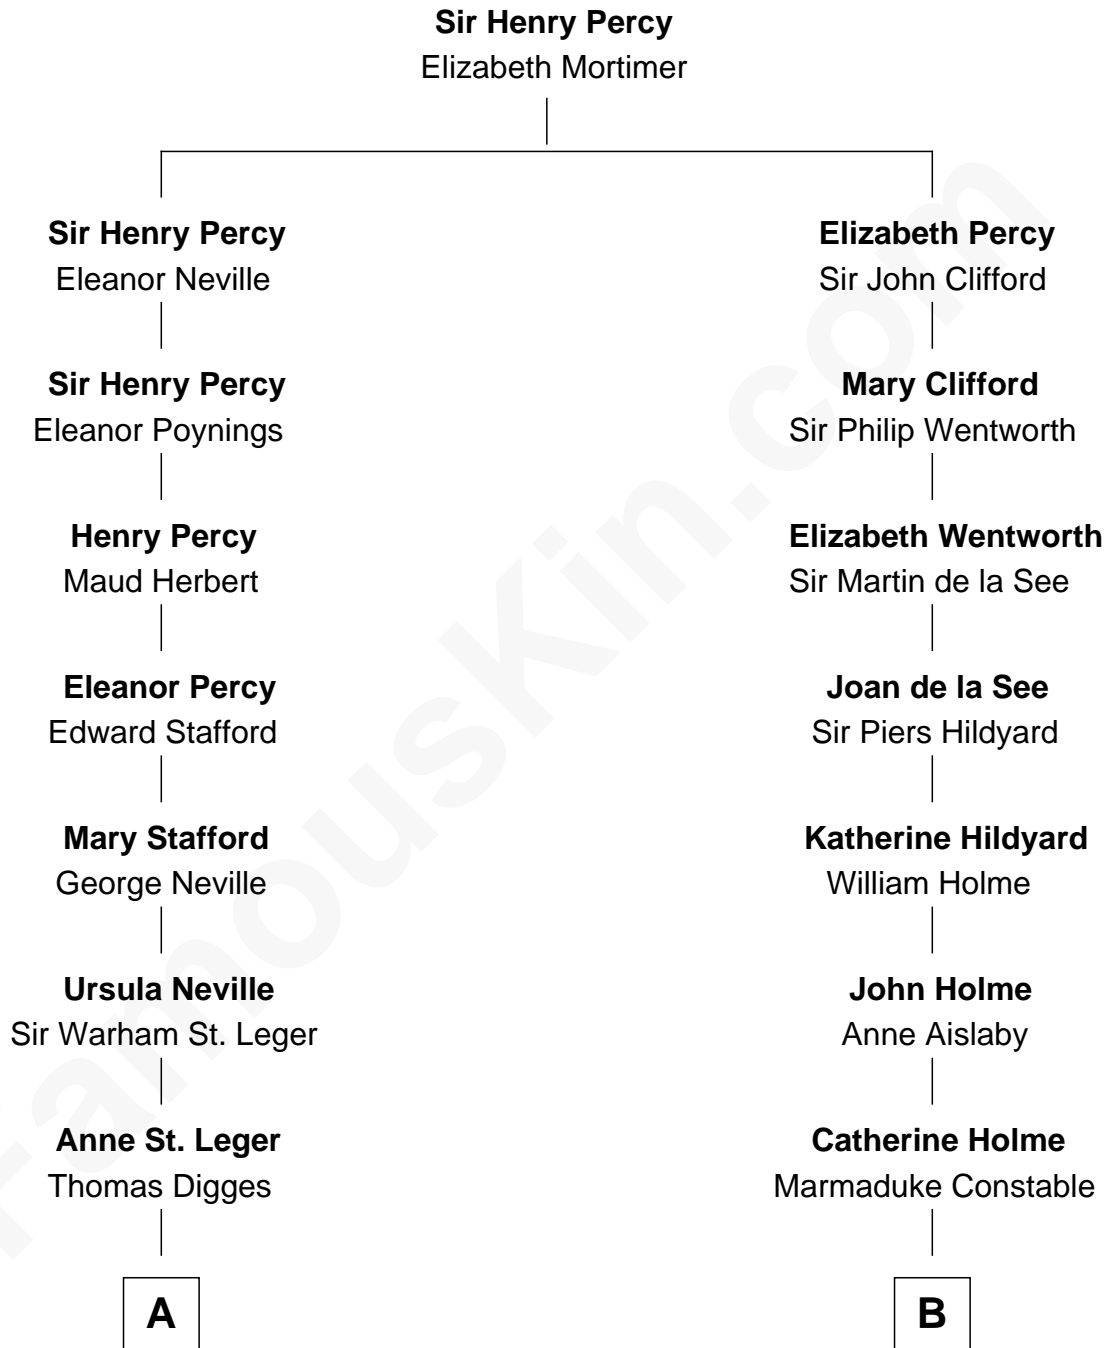 Sir Henry Percy
Elizabeth Mortimer
Sir Henry Percy
Eleanor Neville
Sir Henry Percy
Eleanor Poynings
Henry Percy
Maud Herbert
Eleanor Percy
Edward Stafford
Mary Stafford
George Neville
Ursula Neville
Sir Warham St. Leger
Anne St. Leger
Thomas Digges
A
Elizabeth Percy
Sir John Clifford
Mary Clifford
Sir Philip Wentworth
Elizabeth Wentworth
Sir Martin de la See
Joan de la See
Sir Piers Hildyard
Katherine Hildyard
William Holme
John Holme
Anne Aislaby
Catherine Holme
Marmaduke Constable
B
FamousKin.com